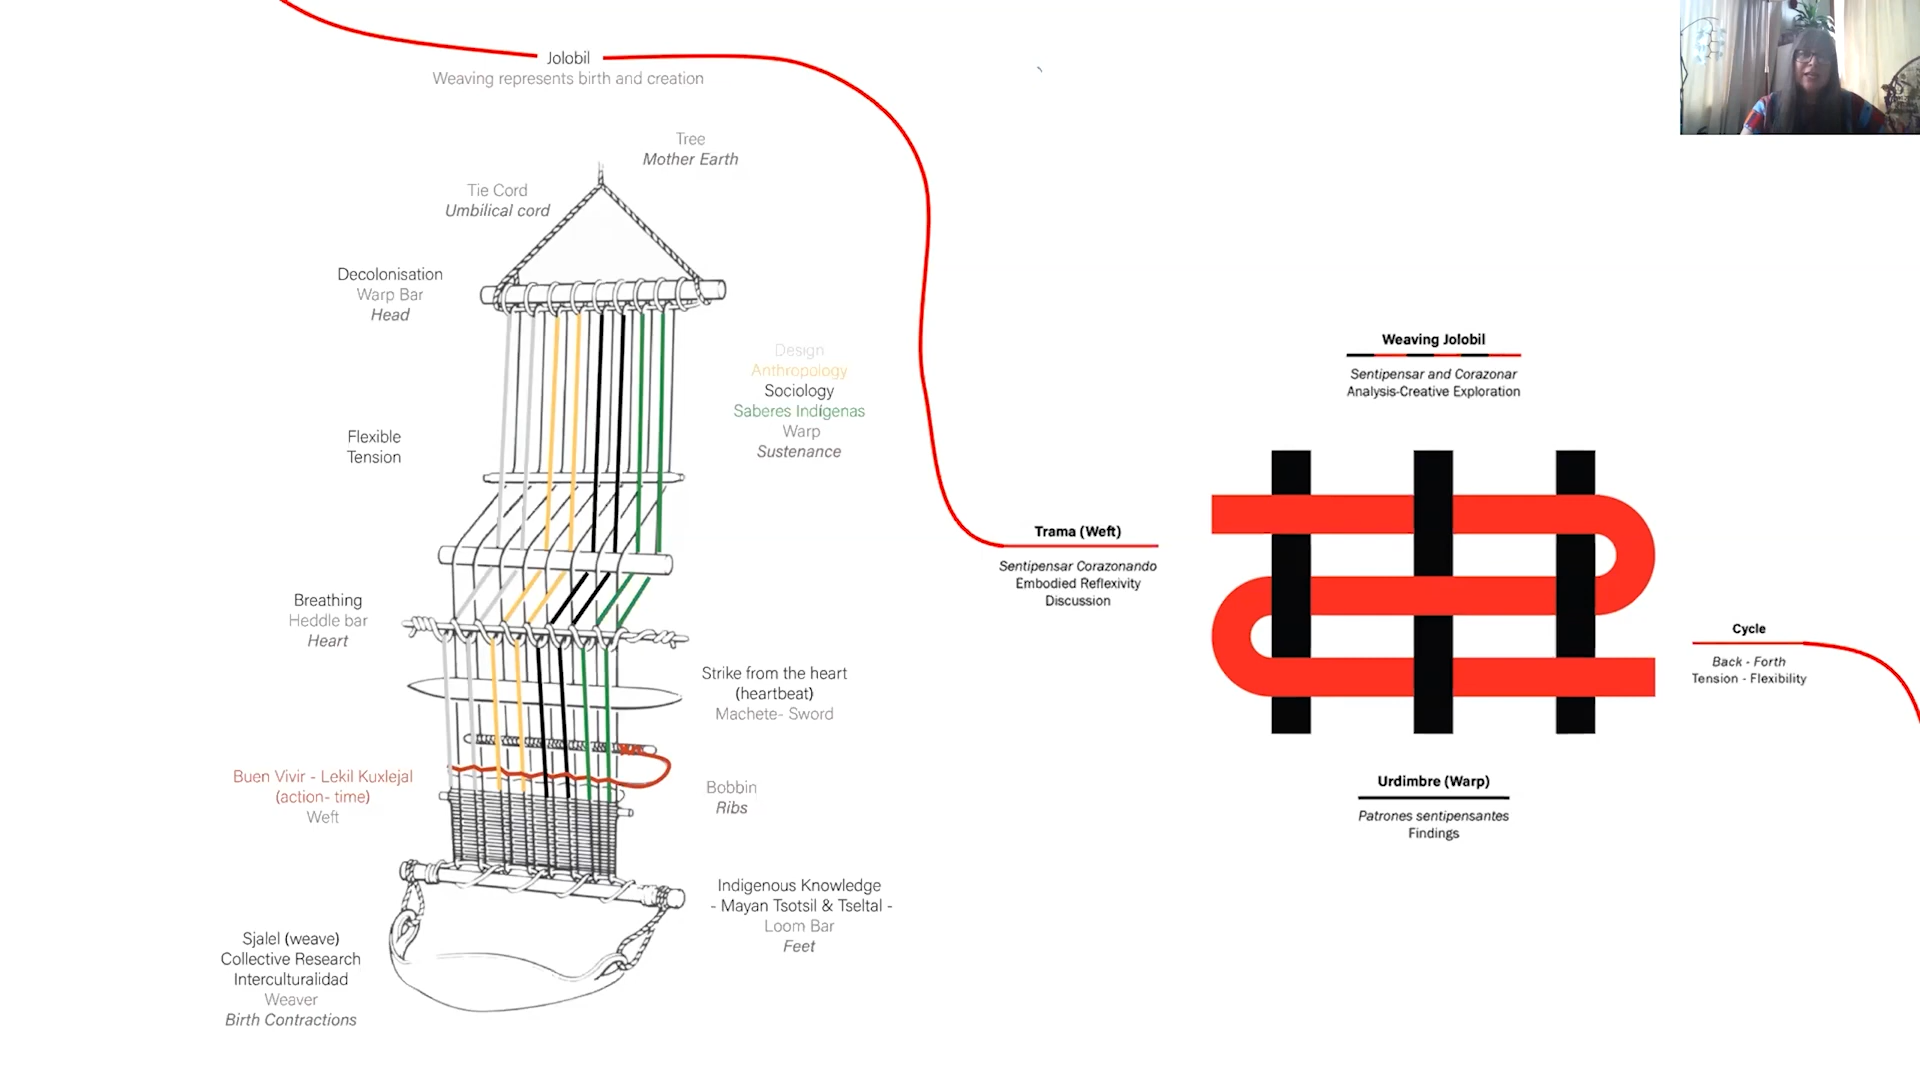 Jolobil
Weaving represents birth and creation
Tree
Mother Earth
Tie Cord
Umbilical cord
Decolonisation
Warp Bar
Head
Design
Anthropology
Sociology
Saberes Indígenas
Warp
Sustenance
Flexible
Tension
Breathing
Heddle bar
Heart
Strike from the heart
(heartbeat)
Machete- Sword
Buen Vivir - Lekil Kuxlejal
(action- time)
Weft
Bobbin
Ribs
Indigenous Knowledge
- Mayan Tsotsil & Tseltal -
Loom Bar
Feet
Sjalel (weave)
Collective Research
Interculturalidad
Weaver
Birth Contractions
Trama (Weft)
Sentipensar Corazonando
Embodied Reflexivity
Discussion
Weaving Jolobil
Sentipensar and Corazonar
Analysis-Creative Exploration
Urdimbre (Warp)
Patrones sentipensantes
Findings
Cycle
Back - Forth
Tension - Flexibility